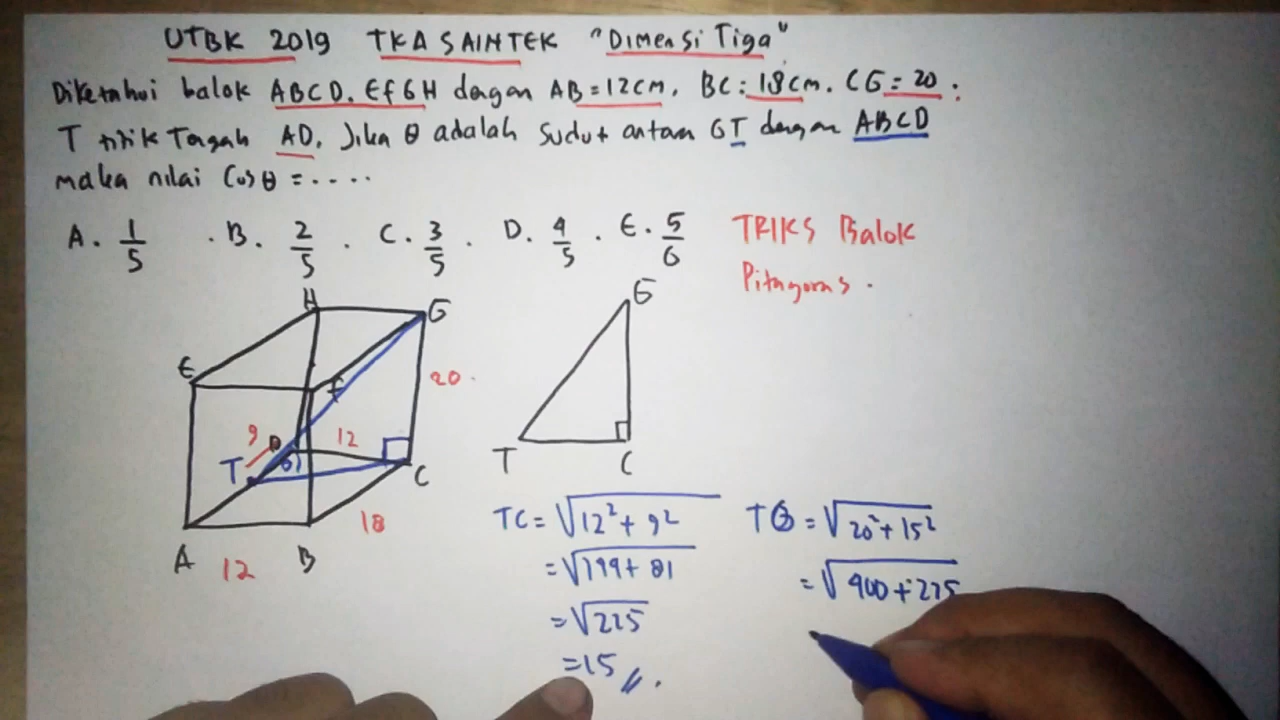 UTBK 2019 TKA SAINTEK "Dimensi Tiga"
Diketahui balok ABCD. EFGH dengan AB = 12 cm. BC = 18 cm. CG = 20.
T titik Tengah AD. Jika θ adalah Sudut antara GT dengan ABCD
maka nilai Cos θ = ....
A. 1/5 . B. 2/5 . C. 3/5 . D. 4/5 . E. 5/6
TRIKS Balok
Pitagoras.
H G
E F
20
9 D 12
T θ
C
18
A 12 B
G
T C
TC = √12² + 9²
= √144 + 81
= √225
= 15 //.
TG = √20² + 15²
= √400 + 225